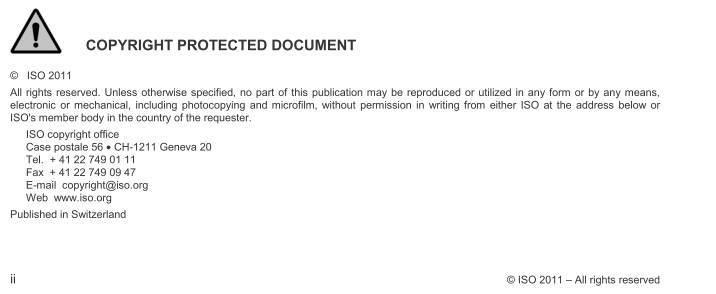 COPYRIGHT PROTECTED DOCUMENT
© ISO 2011
All rights reserved. Unless otherwise specified, no part of this publication may be reproduced or utilized in any form or by any means,
electronic or mechanical, including photocopying and microfilm, without permission in writing from either ISO at the address below or
ISO's member body in the country of the requester.
ISO copyright office
Case postale 56 • CH-1211 Geneva 20
Tel. + 41 22 749 01 11
Fax + 41 22 749 09 47
E-mail copyright@iso.org
Web www.iso.org
Published in Switzerland
ii © ISO 2011 – All rights reserved